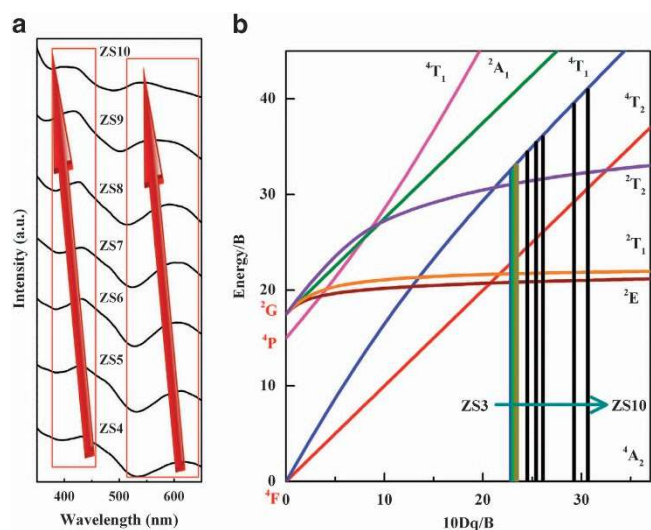 a
ZS10
ZS9
ZS8
ZS7
ZS6
ZS5
ZS4
Intensity (a.u.)
400 500 600
Wavelength (nm)
b
⁴T₁ ²A₁ ⁴T₁
⁴T₂
²T₂
²T₁
²E
⁴A₂
40
30
20
10
0
Energy/B
²G
⁴P
⁴F
ZS3 ZS10
0 10 20 30
10Dq/B